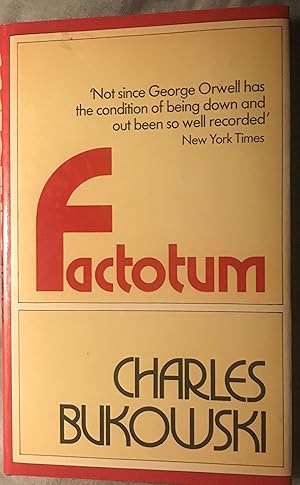 'Not since George Orwell has
the condition of being down and
out been so well recorded'
New York Times
Factotum
CHARLES
BUKOWSKI